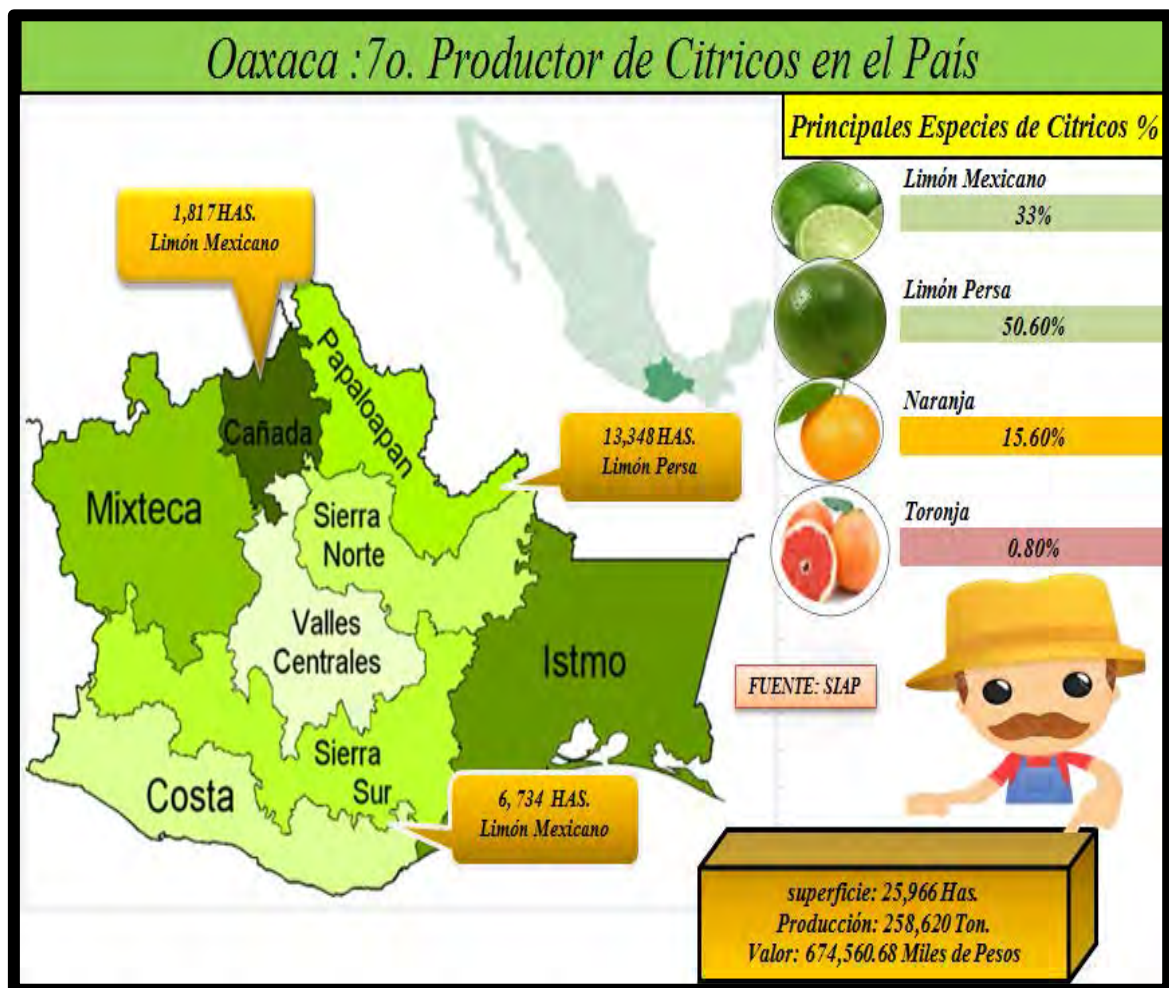 Oaxaca :7o. Productor de Citricos en el País
Principales Especies de Citricos %
Limón Mexicano
33%
Limón Persa
50.60%
Naranja
15.60%
Toronja
0.80%
1,817 HAS.
Limón Mexicano
Papaloapan
Cañada
13,348 HAS.
Limón Persa
Mixteca
Sierra
Norte
Valles
Centrales
Istmo
Sierra
Sur
Costa
6, 734 HAS.
Limón Mexicano
FUENTE: SIAP
superficie: 25,966 Has.
Producción: 258,620 Ton.
Valor: 674,560.68 Miles de Pesos